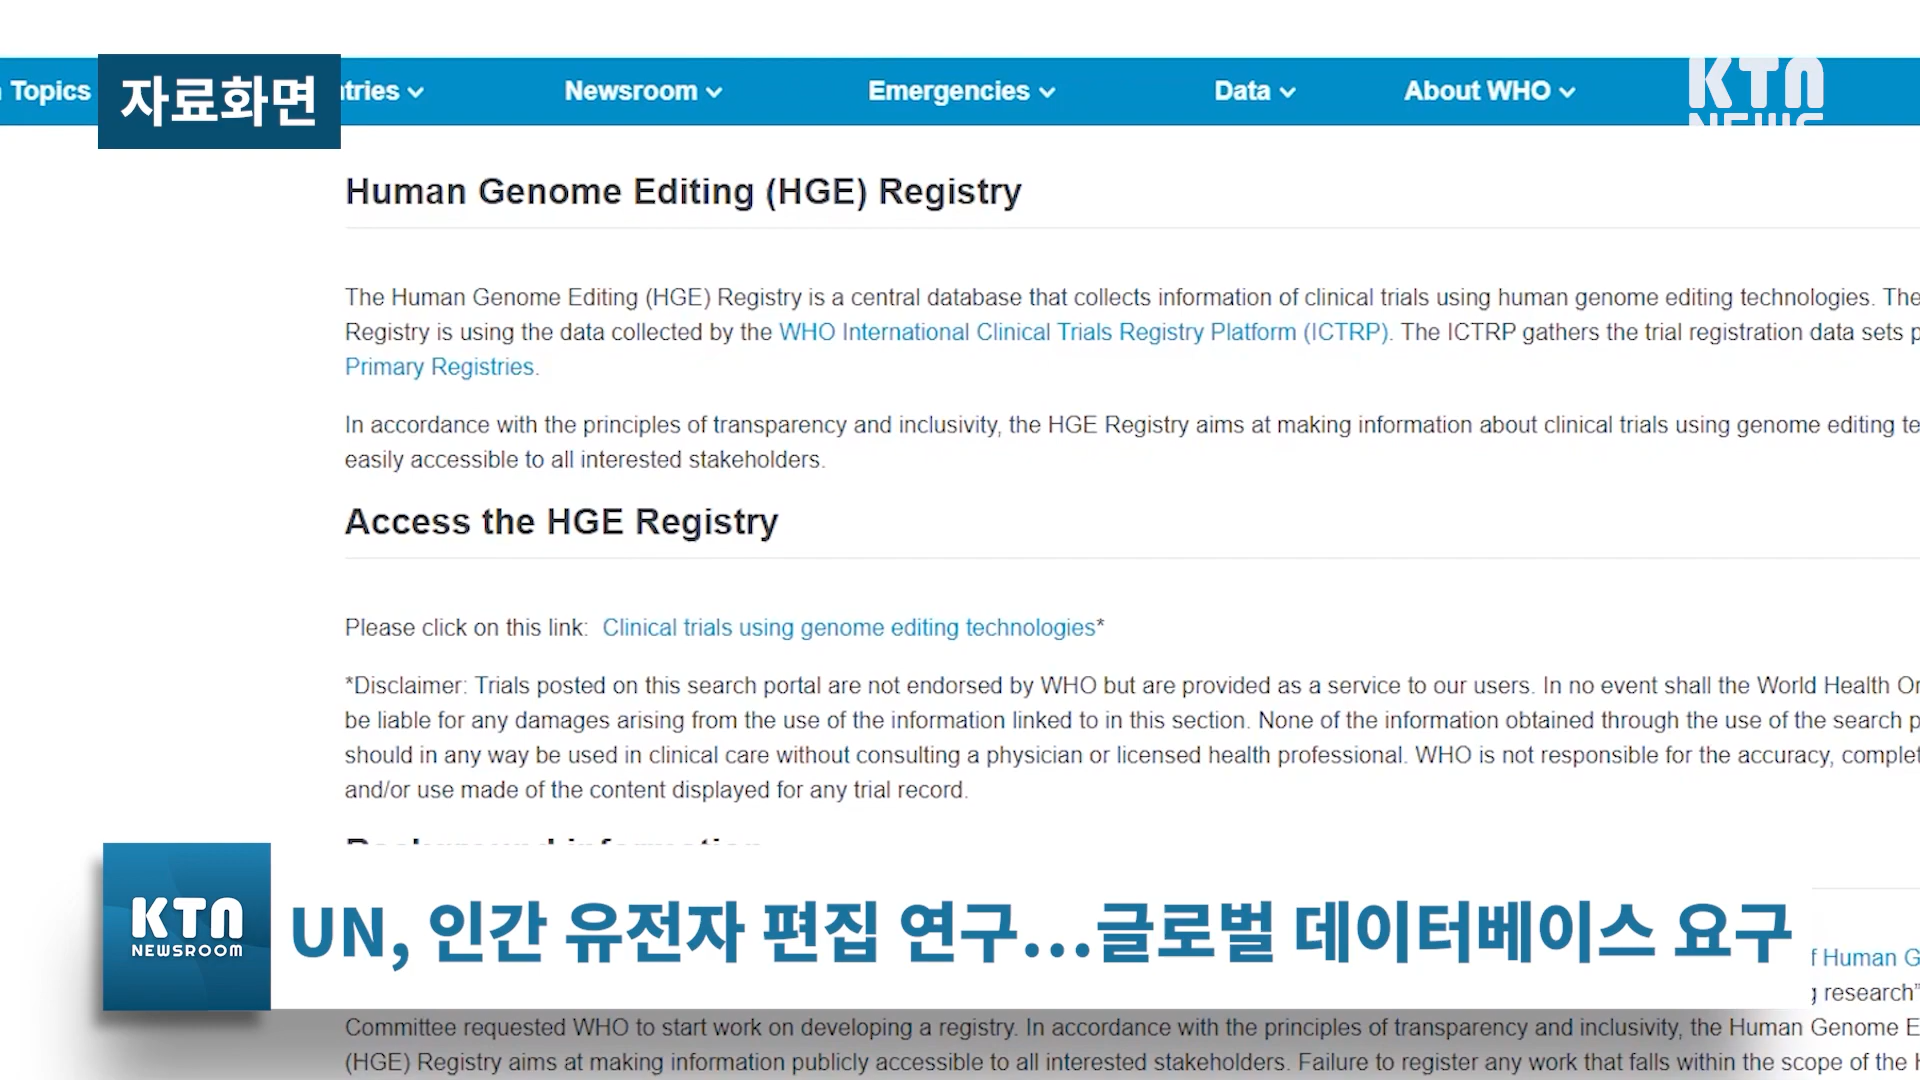 Topics
자료화면
tries
Newsroom
Emergencies
Data
About WHO
KTN
NEWS
Human Genome Editing (HGE) Registry
The Human Genome Editing (HGE) Registry is a central database that collects information of clinical trials using human genome editing technologies. The
Registry is using the data collected by the WHO International Clinical Trials Registry Platform (ICTRP). The ICTRP gathers the trial registration data sets p
Primary Registries.
In accordance with the principles of transparency and inclusivity, the HGE Registry aims at making information about clinical trials using genome editing te
easily accessible to all interested stakeholders.
Access the HGE Registry
Please click on this link: Clinical trials using genome editing technologies*
*Disclaimer: Trials posted on this search portal are not endorsed by WHO but are provided as a service to our users. In no event shall the World Health Or
be liable for any damages arising from the use of the information linked to in this section. None of the information obtained through the use of the search p
should in any way be used in clinical care without consulting a physician or licensed health professional. WHO is not responsible for the accuracy, complet
and/or use made of the content displayed for any trial record.
Background information
KTN
NEWSROOM
UN, 인간 유전자 편집 연구...글로벌 데이터베이스 요구
f Human G
g research”
Committee requested WHO to start work on developing a registry. In accordance with the principles of transparency and inclusivity, the Human Genome E
(HGE) Registry aims at making information publicly accessible to all interested stakeholders. Failure to register any work that falls within the scope of the H